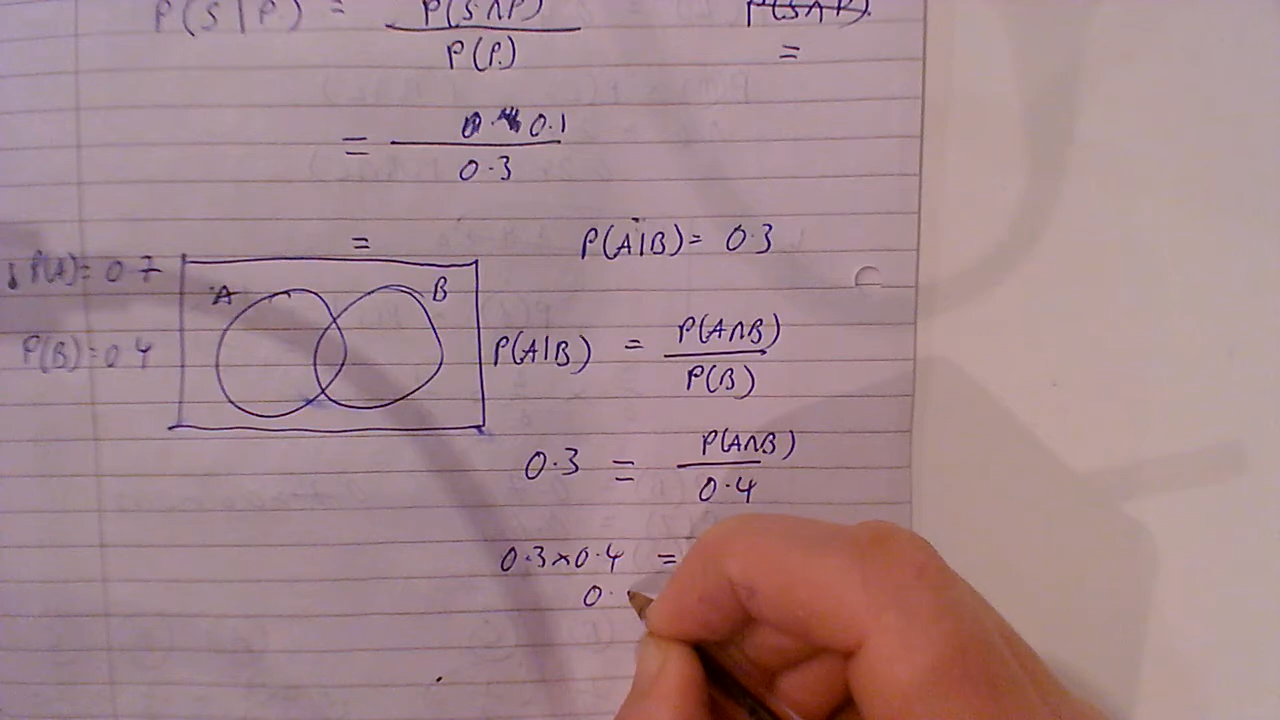 P(S|P) = P(S∩P) / P(P)
P(S∩P)
=
= 0. 0.1 / 0.3
=
P(A|B) = 0.3
P(A) = 0.7
A B
P(B) = 0.4
P(A|B) = P(A∩B) / P(B)
0.3 = P(A∩B) / 0.4
0.3×0.4 =
0.